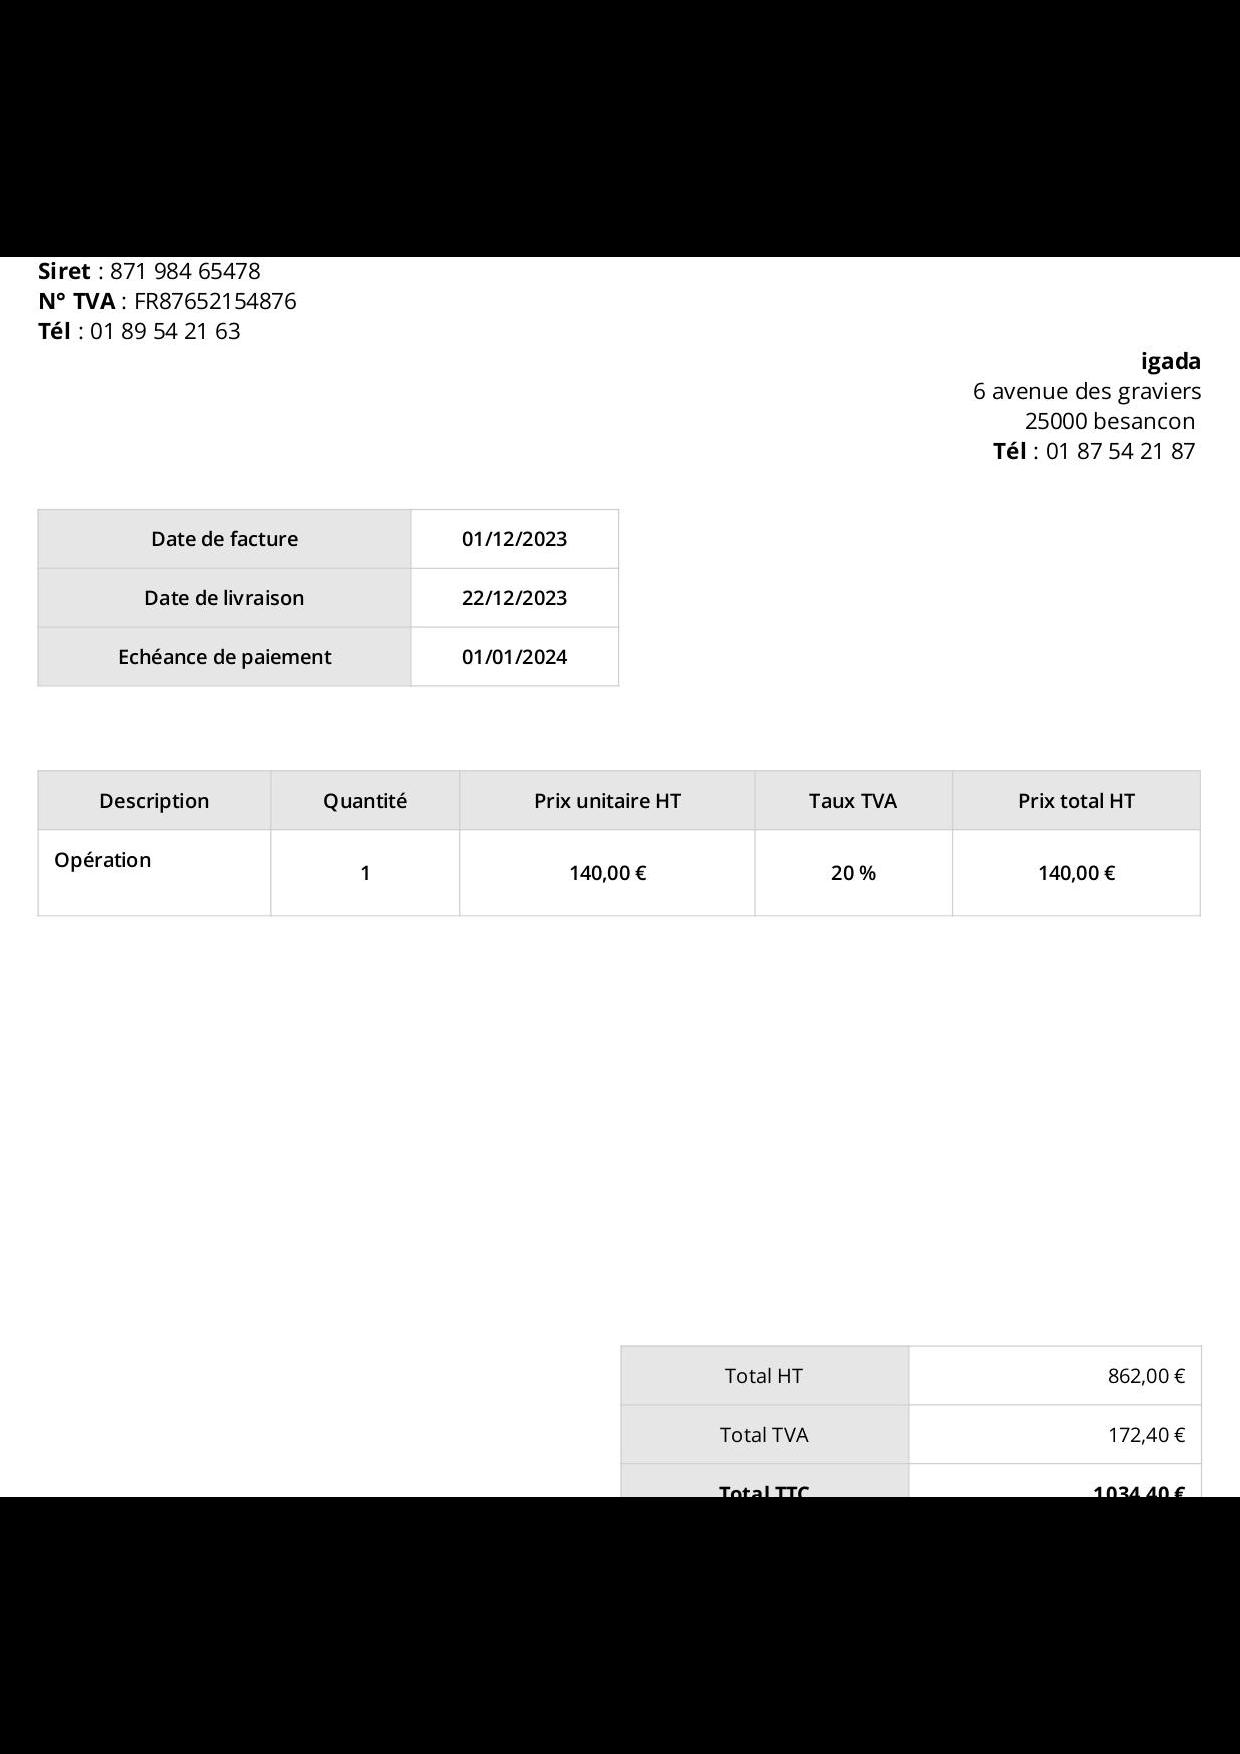 Siret : 871 984 65478
N° TVA : FR87652154876
Tél : 01 89 54 21 63
igada
6 avenue des graviers
25000 besancon
Tél : 01 87 54 21 87
Date de facture 01/12/2023
Date de livraison 22/12/2023
Echéance de paiement 01/01/2024
Description Quantité Prix unitaire HT Taux TVA Prix total HT
Opération 1 140,00 € 20 % 140,00 €
Total HT 862,00 €
Total TVA 172,40 €
Total TTC 1034,40 €